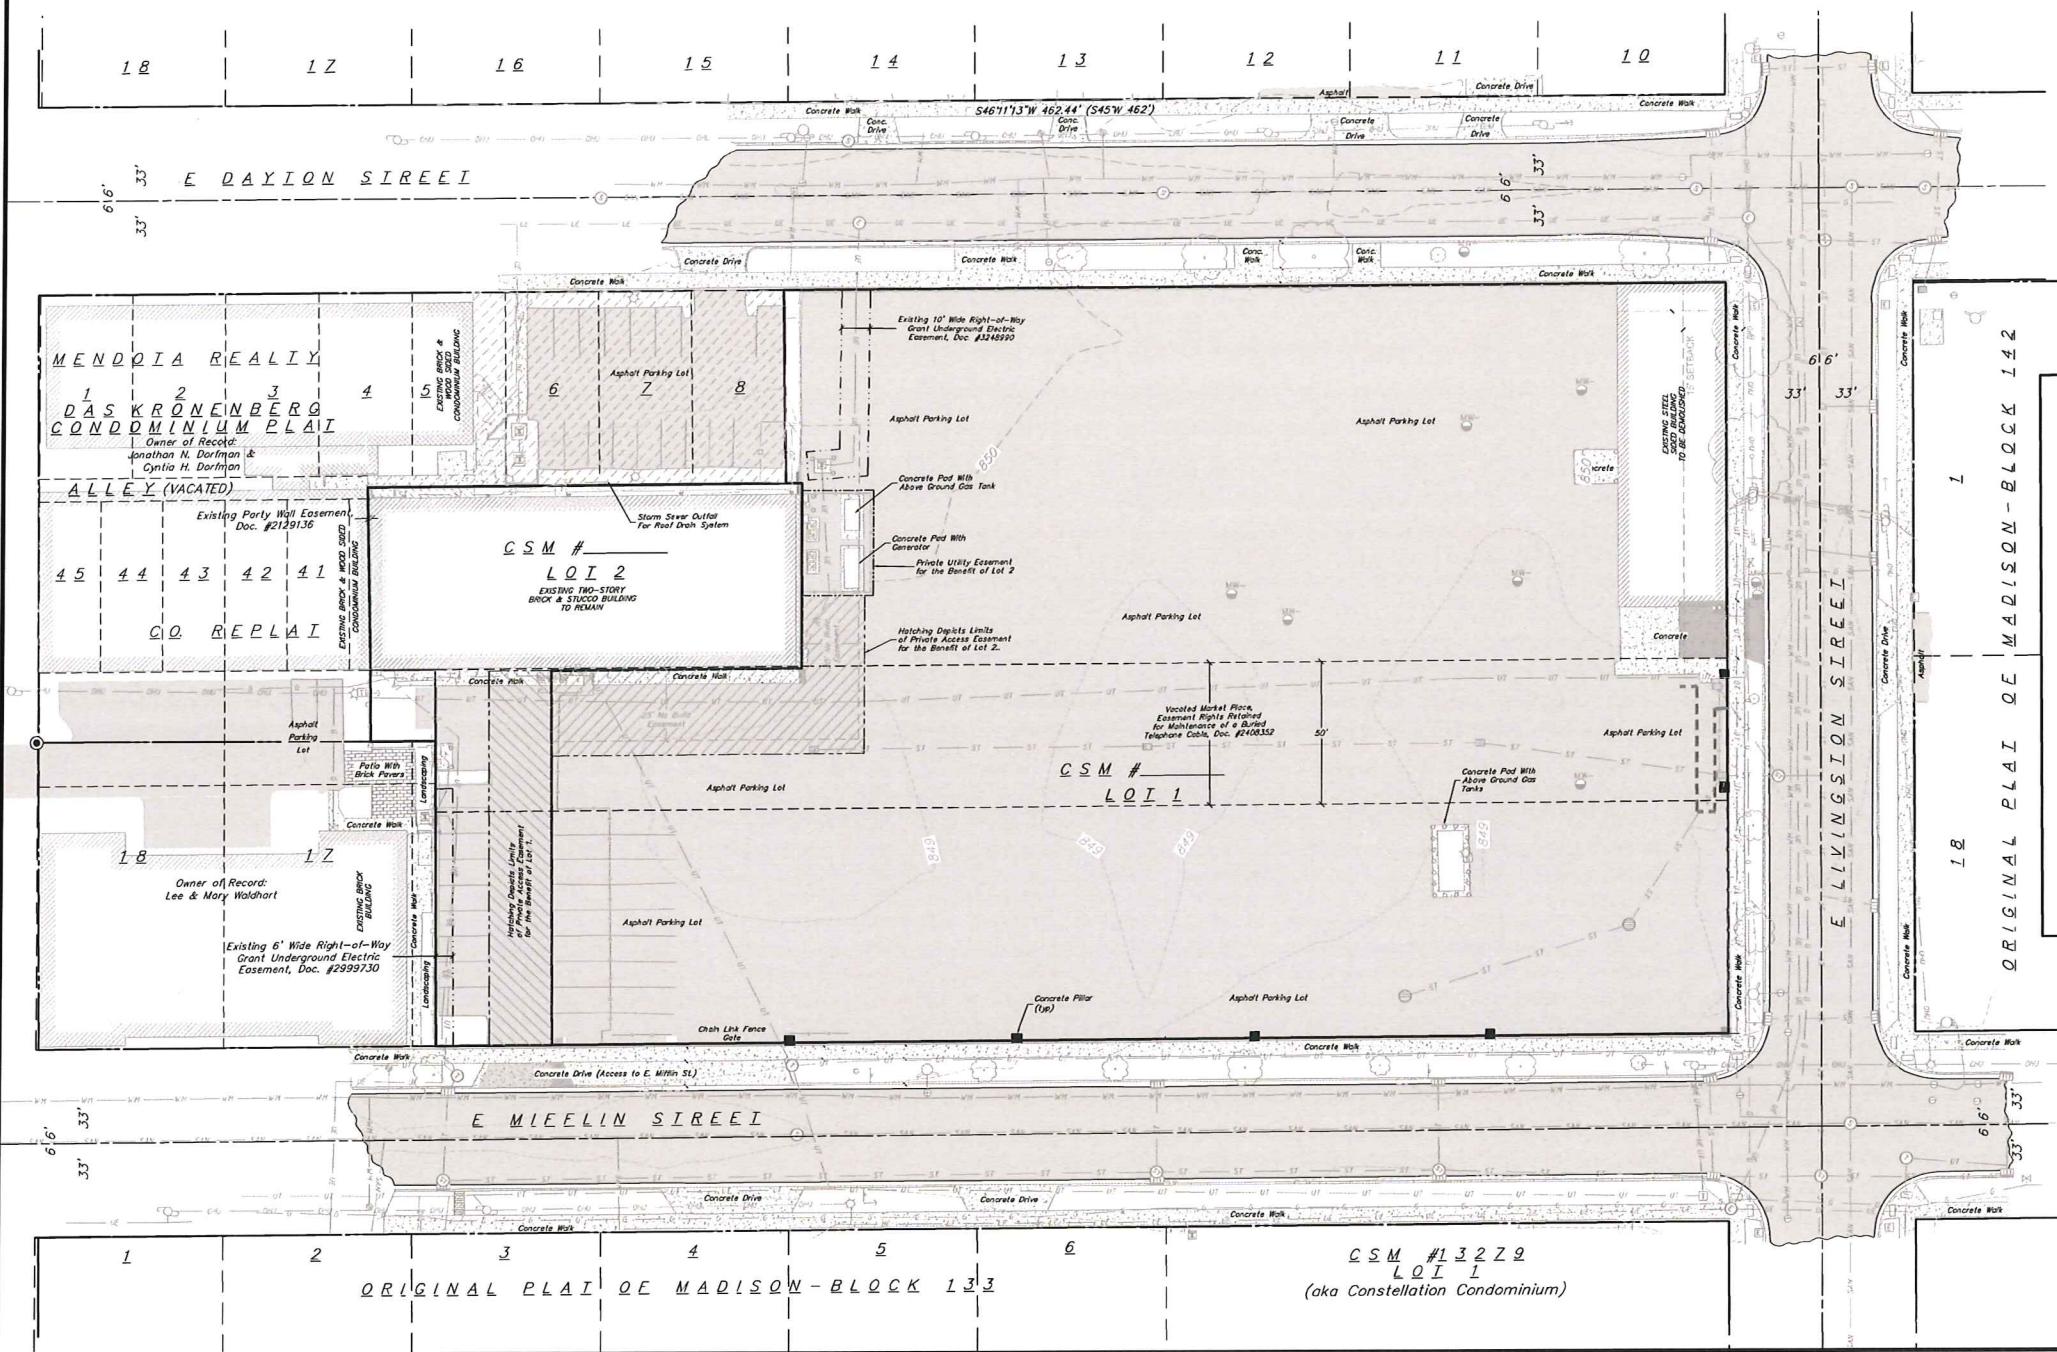 18
17
16
15
14
13
12
11
10
Asphalt
Concrete Drive
Concrete Walk
S46°11'13"W 462.44' (S45°W 462')
Concrete Walk
Conc.
Drive
Conc.
Drive
Concrete
Drive
Concrete
Drive
E DAYTON STREET
66'
33'
33'
66'
33'
33'
Concrete Drive
Concrete Walk
Conc.
Walk
Conc.
Walk
Concrete Walk
Concrete Walk
MENDOTA REALTY
1
2
3
4
5
6
7
8
DAS KRONENBERG
CONDOMINIUM PLAT
Owner of Record:
Jonathan N. Dorfman &
Cyntia H. Dorfman
EXISTING BRICK &
WOOD SIDED
CONDOMINIUM BUILDING
Asphalt Parking Lot
Existing 10' Wide Right-of-Way
Grant Underground Electric
Easement, Doc. #3248990
Asphalt Parking Lot
850
Asphalt Parking Lot
EXISTING STEEL
SIDED BUILDING
TO BE DEMOLISHED
15' SETBACK
850
Concrete Walk
Concrete Walk
66'
33'
33'
ALLEY (VACATED)
Existing Party Wall Easement,
Doc. #2129136
Storm Sewer Outfall
For Roof Drain System
Concrete Pad With
Above Ground Gas Tank
Concrete Pad With
Generator
Private Utility Easement
for the Benefit of Lot 2
Hatching Depicts Limits
of Private Access Easement
for the Benefit of Lot 2.
45
44
43
42
41
CO. REPLAT
EXISTING BRICK & WOOD SIDED
CONDOMINIUM BUILDING
CSM #
LOT 2
EXISTING TWO-STORY
BRICK & STUCCO BUILDING
TO REMAIN
Asphalt Parking Lot
Concrete
Concrete Walk
Concrete Walk
25' No Build
Easement
Vacated Market Place,
Easement Rights Retained
for Maintenance of a Buried
Telephone Cable, Doc. #2408352
50'
CSM #
LOT 1
Asphalt Parking Lot
Concrete Pad With
Above Ground Gas
Tanks
Asphalt
Parking
Lot
Patio With
Brick Pavers
Landscaping
Concrete Walk
Asphalt Parking Lot
849
849
849
849
18
17
Owner of Record:
Lee & Mary Waldhart
EXISTING BRICK
BUILDING
Concrete Walk
Landscaping
Existing 6' Wide Right-of-Way
Grant Underground Electric
Easement, Doc. #2999730
Hatching Depicts Limits
of Private Access Easement
for the Benefit of Lot 1.
Asphalt Parking Lot
Chain Link Fence
Gate
Concrete Pillar
(typ)
Asphalt Parking Lot
Concrete Walk
Concrete Walk
Concrete Walk
E LIVINGSTON STREET
Concrete Drive
Asphalt
Concrete Walk
1
18
ORIGINAL PLAT OF MADISON-BLOCK 142
Concrete Walk
Concrete Drive (Access to E. Mifflin St.)
E MIFFLIN STREET
66'
33'
33'
66'
33'
33'
Concrete Drive
Concrete Drive
Concrete Walk
Concrete Walk
Concrete Walk
1
2
3
4
5
6
ORIGINAL PLAT OF MADISON-BLOCK 133
CSM #13279
LOT 1
(aka Constellation Condominium)